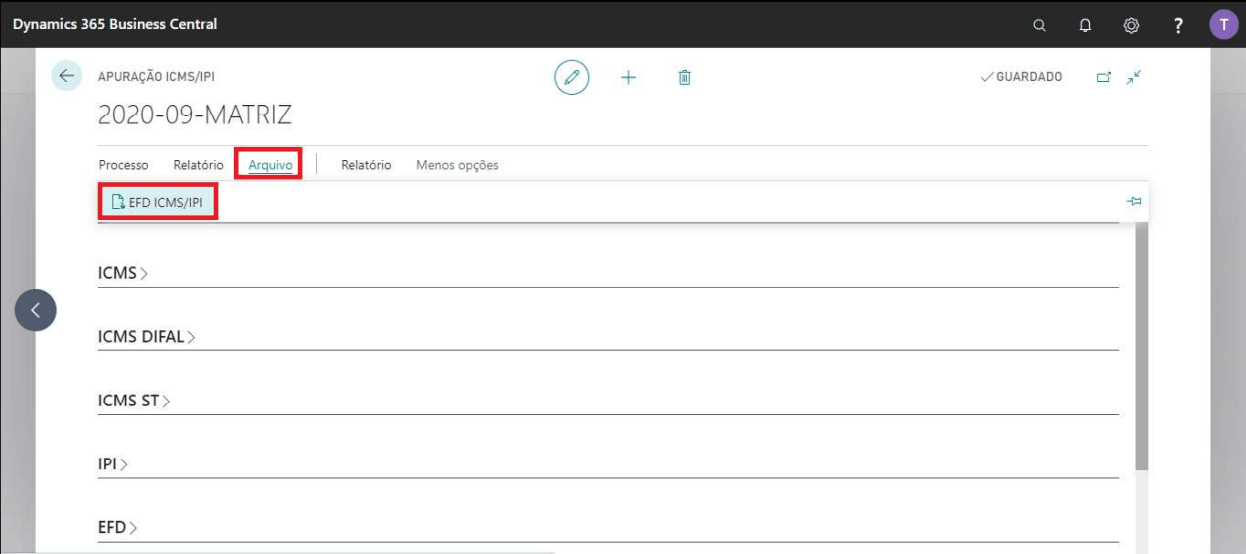 Dynamics 365 Business Central
?
T
APURAÇÃO ICMS/IPI
GUARDADO
2020-09-MATRIZ
Processo Relatório Arquivo Relatório Menos opções
EFD ICMS/IPI
ICMS
ICMS DIFAL
ICMS ST
IPI
EFD